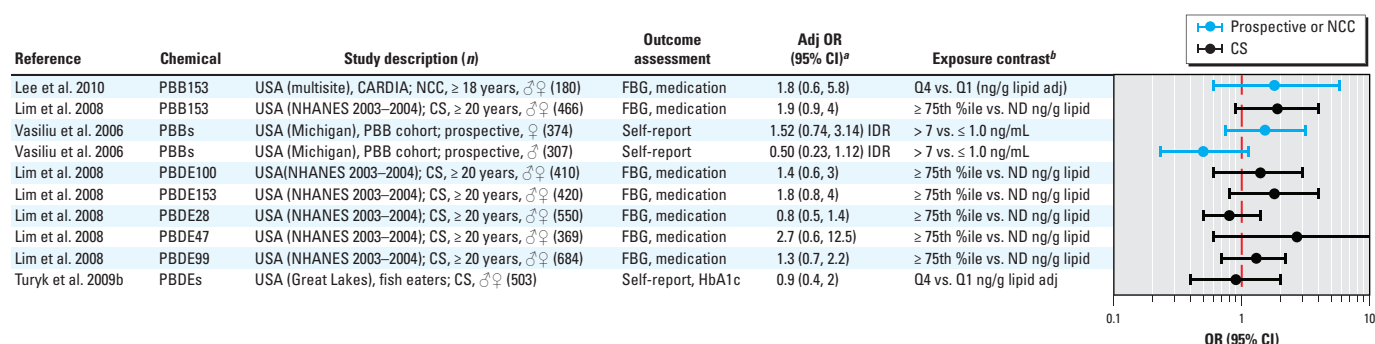 Prospective or NCC
CS
Reference Chemical Study description (n) Outcome assessment Adj OR (95% CI)a Exposure contrastb
Lee et al. 2010 PBB153 USA (multisite), CARDIA; NCC, ≥ 18 years, ♂♀ (180) FBG, medication 1.8 (0.6, 5.8) Q4 vs. Q1 (ng/g lipid adj)
Lim et al. 2008 PBB153 USA (NHANES 2003–2004); CS, ≥ 20 years, ♂♀ (466) FBG, medication 1.9 (0.9, 4) ≥ 75th %ile vs. ND ng/g lipid
Vasiliu et al. 2006 PBBs USA (Michigan), PBB cohort; prospective, ♀ (374) Self-report 1.52 (0.74, 3.14) IDR > 7 vs. ≤ 1.0 ng/mL
Vasiliu et al. 2006 PBBs USA (Michigan), PBB cohort; prospective, ♂ (307) Self-report 0.50 (0.23, 1.12) IDR > 7 vs. ≤ 1.0 ng/mL
Lim et al. 2008 PBDE100 USA(NHANES 2003–2004); CS, ≥ 20 years, ♂♀ (410) FBG, medication 1.4 (0.6, 3) ≥ 75th %ile vs. ND ng/g lipid
Lim et al. 2008 PBDE153 USA (NHANES 2003–2004); CS, ≥ 20 years, ♂♀ (420) FBG, medication 1.8 (0.8, 4) ≥ 75th %ile vs. ND ng/g lipid
Lim et al. 2008 PBDE28 USA (NHANES 2003–2004); CS, ≥ 20 years, ♂♀ (550) FBG, medication 0.8 (0.5, 1.4) ≥ 75th %ile vs. ND ng/g lipid
Lim et al. 2008 PBDE47 USA (NHANES 2003–2004); CS, ≥ 20 years, ♂♀ (369) FBG, medication 2.7 (0.6, 12.5) ≥ 75th %ile vs. ND ng/g lipid
Lim et al. 2008 PBDE99 USA (NHANES 2003–2004); CS, ≥ 20 years, ♂♀ (684) FBG, medication 1.3 (0.7, 2.2) ≥ 75th %ile vs. ND ng/g lipid
Turyk et al. 2009b PBDEs USA (Great Lakes), fish eaters; CS, ♂♀ (503) Self-report, HbA1c 0.9 (0.4, 2) Q4 vs. Q1 ng/g lipid adj
0.1 1 10
OR (95% CI)